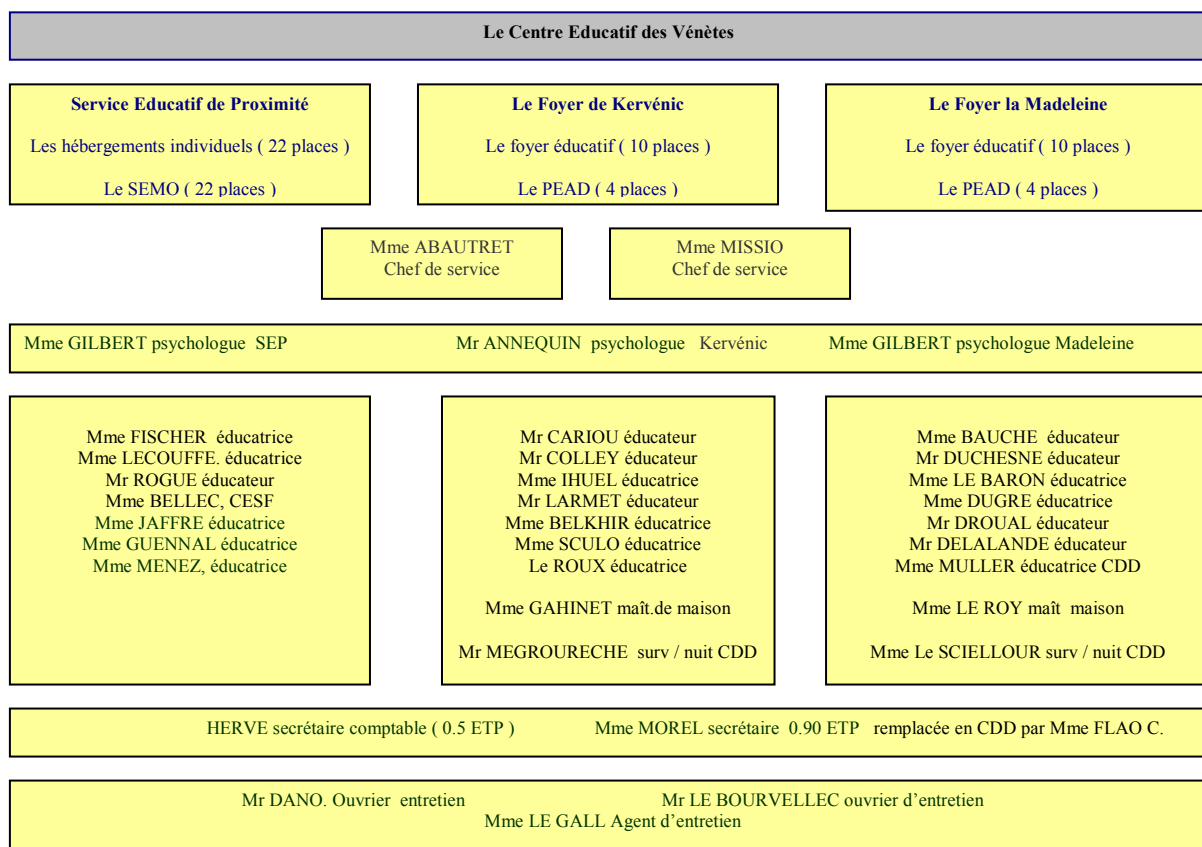 Le Centre Educatif des Vénètes
Service Educatif de Proximité
Les hébergements individuels ( 22 places )
Le SEMO ( 22 places )
Le Foyer de Kervénic
Le foyer éducatif ( 10 places )
Le PEAD ( 4 places )
Le Foyer la Madeleine
Le foyer éducatif ( 10 places )
Le PEAD ( 4 places )
Mme ABAUTRET
Chef de service
Mme MISSIO
Chef de service
Mme GILBERT psychologue SEP
Mr ANNEQUIN psychologue Kervénic
Mme GILBERT psychologue Madeleine
Mme FISCHER éducatrice
Mme LECOUFFE. éducatrice
Mr ROGUE éducateur
Mme BELLEC, CESF
Mme JAFFRE éducatrice
Mme GUENNAL éducatrice
Mme MENEZ, éducatrice
Mr CARIOU éducateur
Mr COLLEY éducateur
Mme IHUEL éducatrice
Mr LARMET éducateur
Mme BELKHIR éducatrice
Mme SCULO éducatrice
Le ROUX éducatrice
Mme GAHINET maît.de maison
Mr MEGROURECHE surv / nuit CDD
Mme BAUCHE éducateur
Mr DUCHESNE éducateur
Mme LE BARON éducatrice
Mme DUGRE éducatrice
Mr DROUAL éducateur
Mr DELALANDE éducateur
Mme MULLER éducatrice CDD
Mme LE ROY maît maison
Mme Le SCIELLOUR surv / nuit CDD
HERVE secrétaire comptable ( 0.5 ETP )
Mme MOREL secrétaire 0.90 ETP remplacée en CDD par Mme FLAO C.
Mr DANO. Ouvrier entretien
Mr LE BOURVELLEC ouvrier d'entretien
Mme LE GALL Agent d'entretien